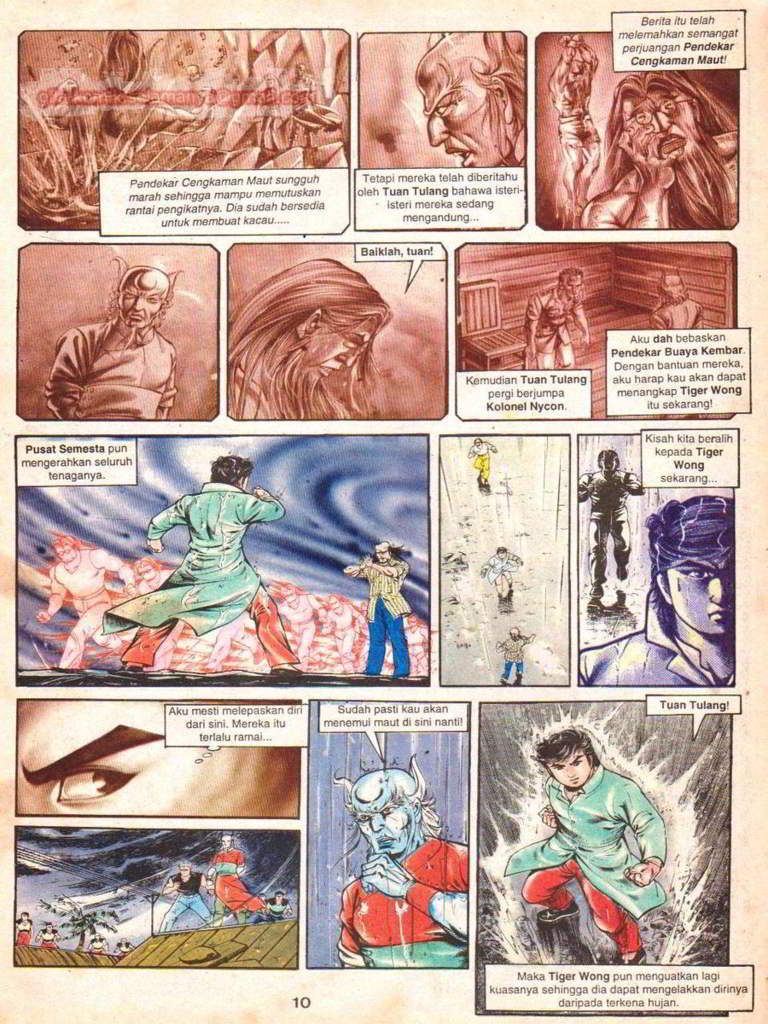 Pendekar Cengkaman Maut sungguh
marah sehingga mampu memutuskan
rantai pengikatnya. Dia sudah bersedia
untuk membuat kacau.....
Tetapi mereka telah diberitahu
oleh Tuan Tulang bahawa isteri-
isteri mereka sedang
mengandung...
Berita itu telah
melemahkan semangat
perjuangan Pendekar
Cengkaman Maut!
Baiklah, tuan!
Kemudian Tuan Tulang
pergi berjumpa
Kolonel Nycon.
Aku dah bebaskan
Pendekar Buaya Kembar.
Dengan bantuan mereka,
aku harap kau akan dapat
menangkap Tiger Wong
itu sekarang!
Pusat Semesta pun
mengerahkan seluruh
tenaganya.
Kisah kita beralih
kepada Tiger
Wong
sekarang...
Aku mesti melepaskan diri
dari sini. Mereka itu
terlalu ramai...
Sudah pasti kau akan
menemui maut di sini nanti!
Tuan Tulang!
Maka Tiger Wong pun menguatkan lagi
kuasanya sehingga dia dapat mengelakkan dirinya
daripada terkena hujan.
10